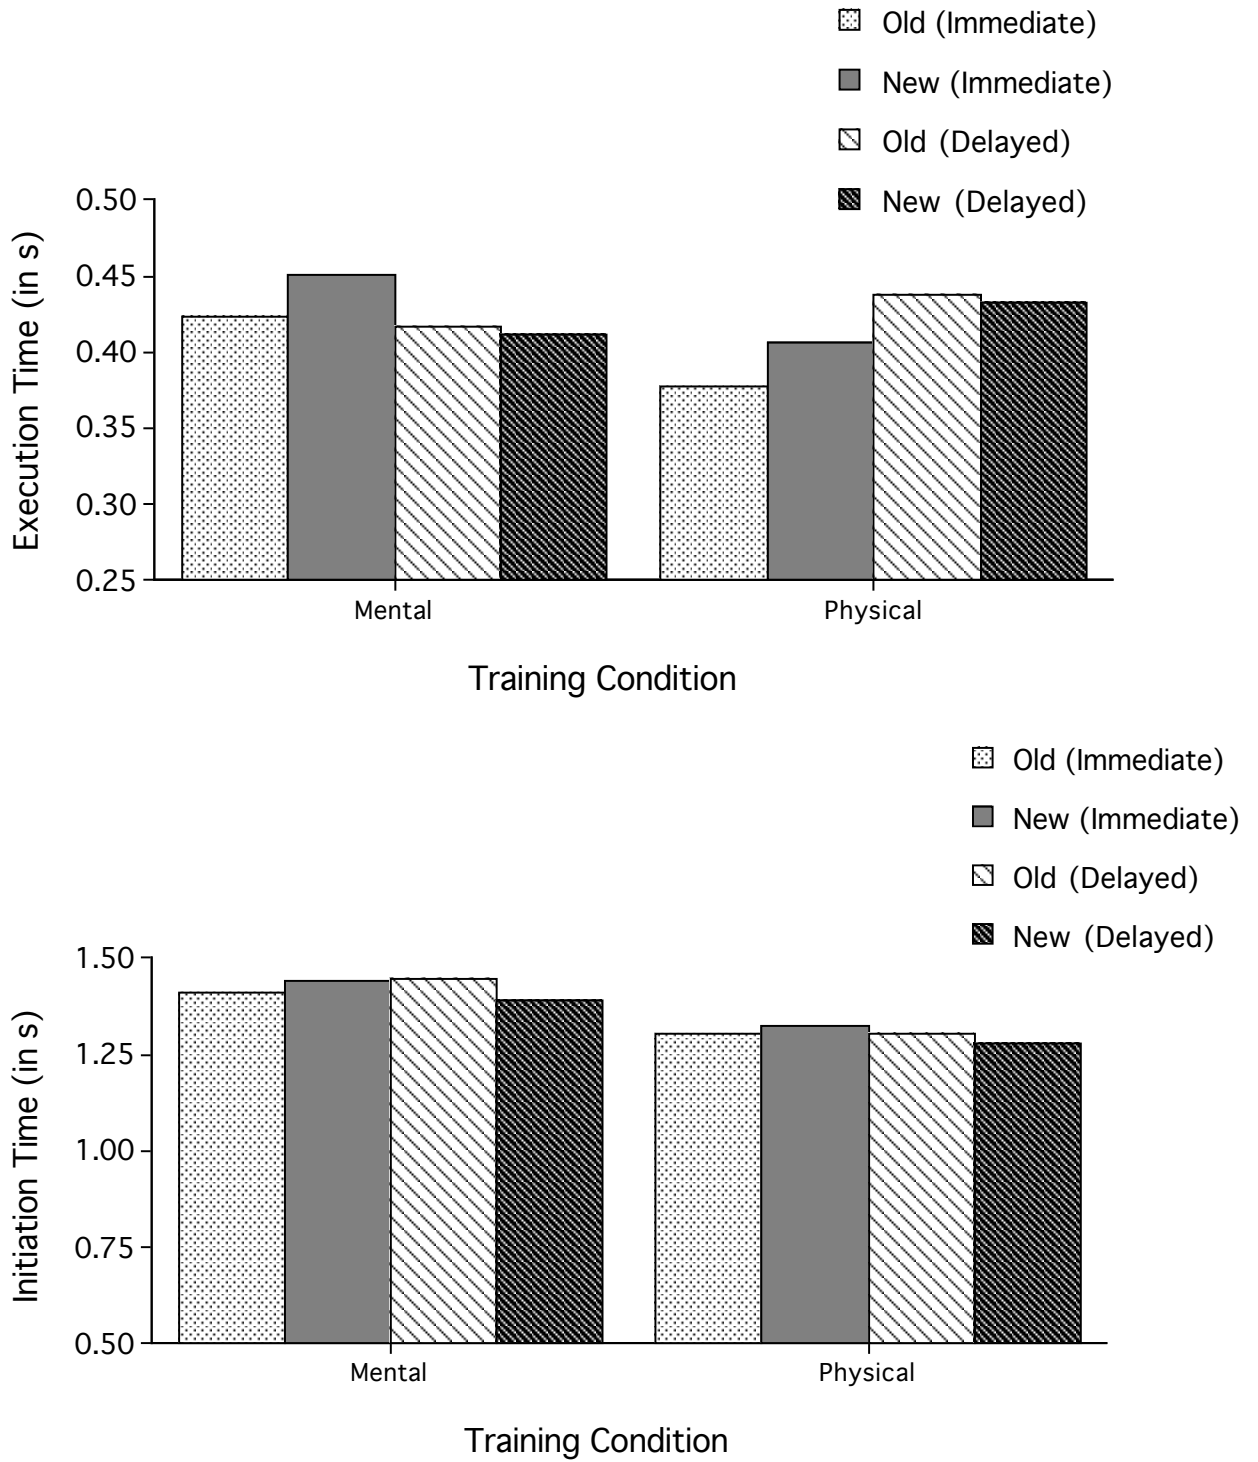 Old (Immediate)
New (Immediate)
Old (Delayed)
New (Delayed)
Execution Time (in s)
0.50
0.45
0.40
0.35
0.30
0.25
Mental
Physical
Training Condition
Old (Immediate)
New (Immediate)
Old (Delayed)
New (Delayed)
Initiation Time (in s)
1.50
1.25
1.00
0.75
0.50
Mental
Physical
Training Condition